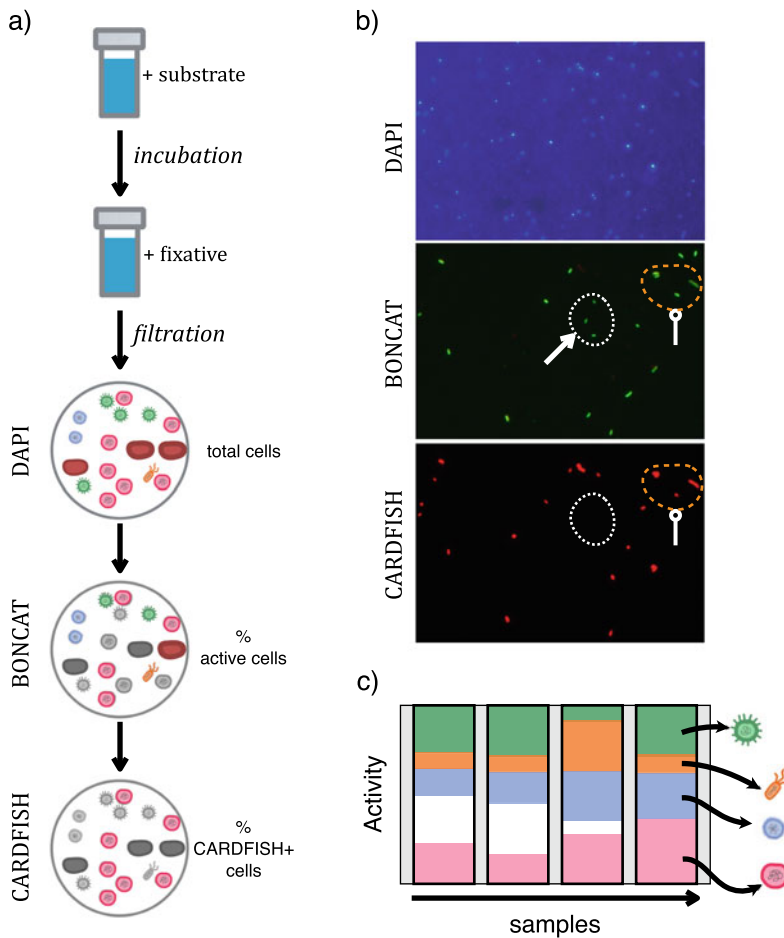 a)
+ substrate
incubation
+ fixative
filtration
DAPI
total cells
BONCAT
%
active cells
CARDFISH
%
CARDFISH+
cells
b)
DAPI
BONCAT
CARDFISH
c)
Activity
samples